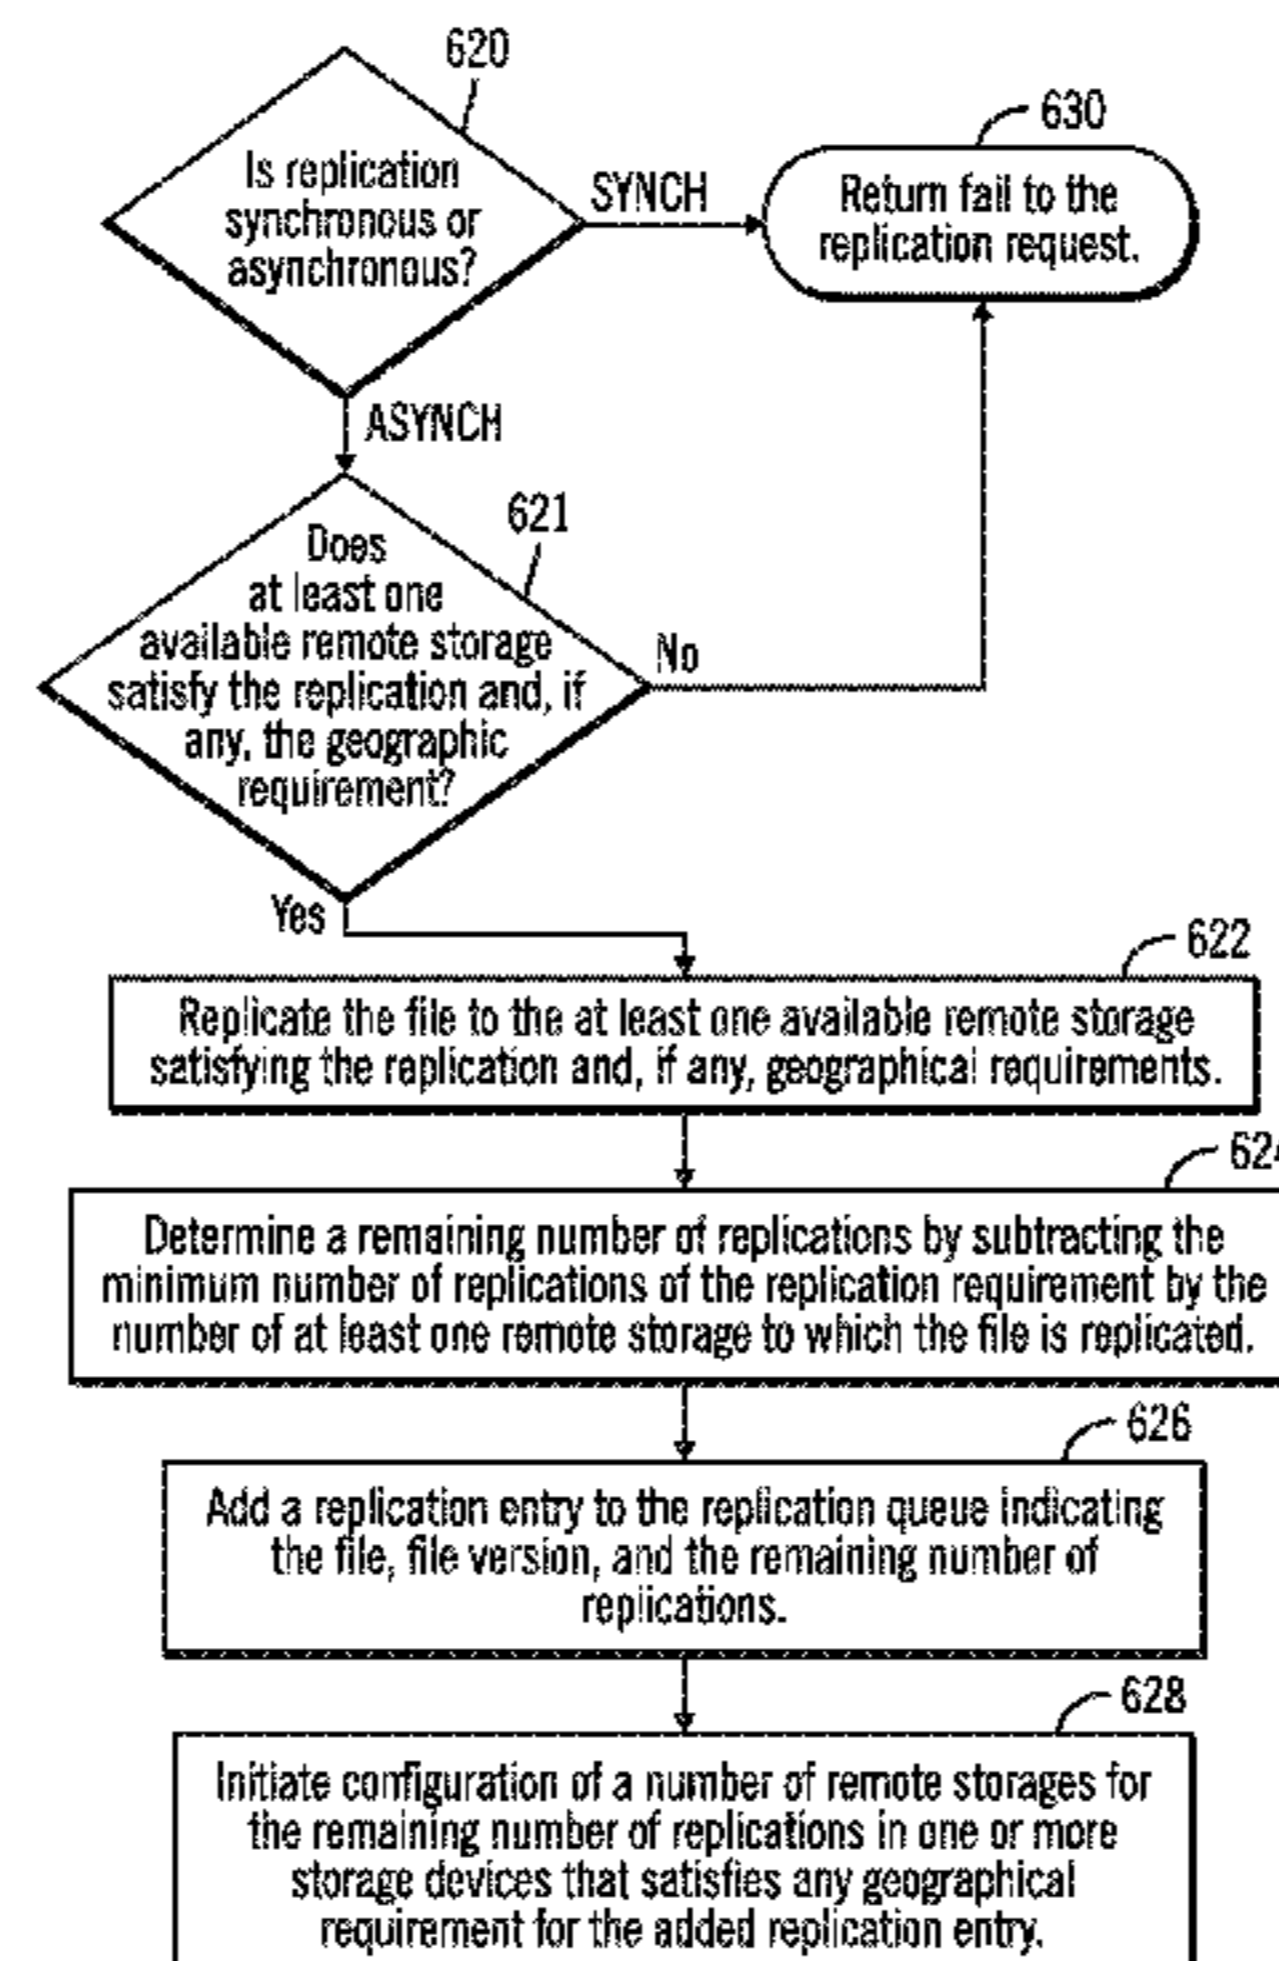 620
Is replication
synchronous or
asynchronous?
SYNCH
630
Return fail to the
replication request.
ASYNCH
621
Does
at least one
available remote storage
satisfy the replication and, if
any, the geographic
requirement?
No
Yes
622
Replicate the file to the at least one available remote storage
satisfying the replication and, if any, geographical requirements.
624
Determine a remaining number of replications by subtracting the
minimum number of replications of the replication requirement by the
number of at least one remote storage to which the file is replicated.
626
Add a replication entry to the replication queue indicating
the file, file version, and the remaining number of
replications.
628
Initiate configuration of a number of remote storages for
the remaining number of replications in one or more
storage devices that satisfies any geographical
requirement for the added replication entry.